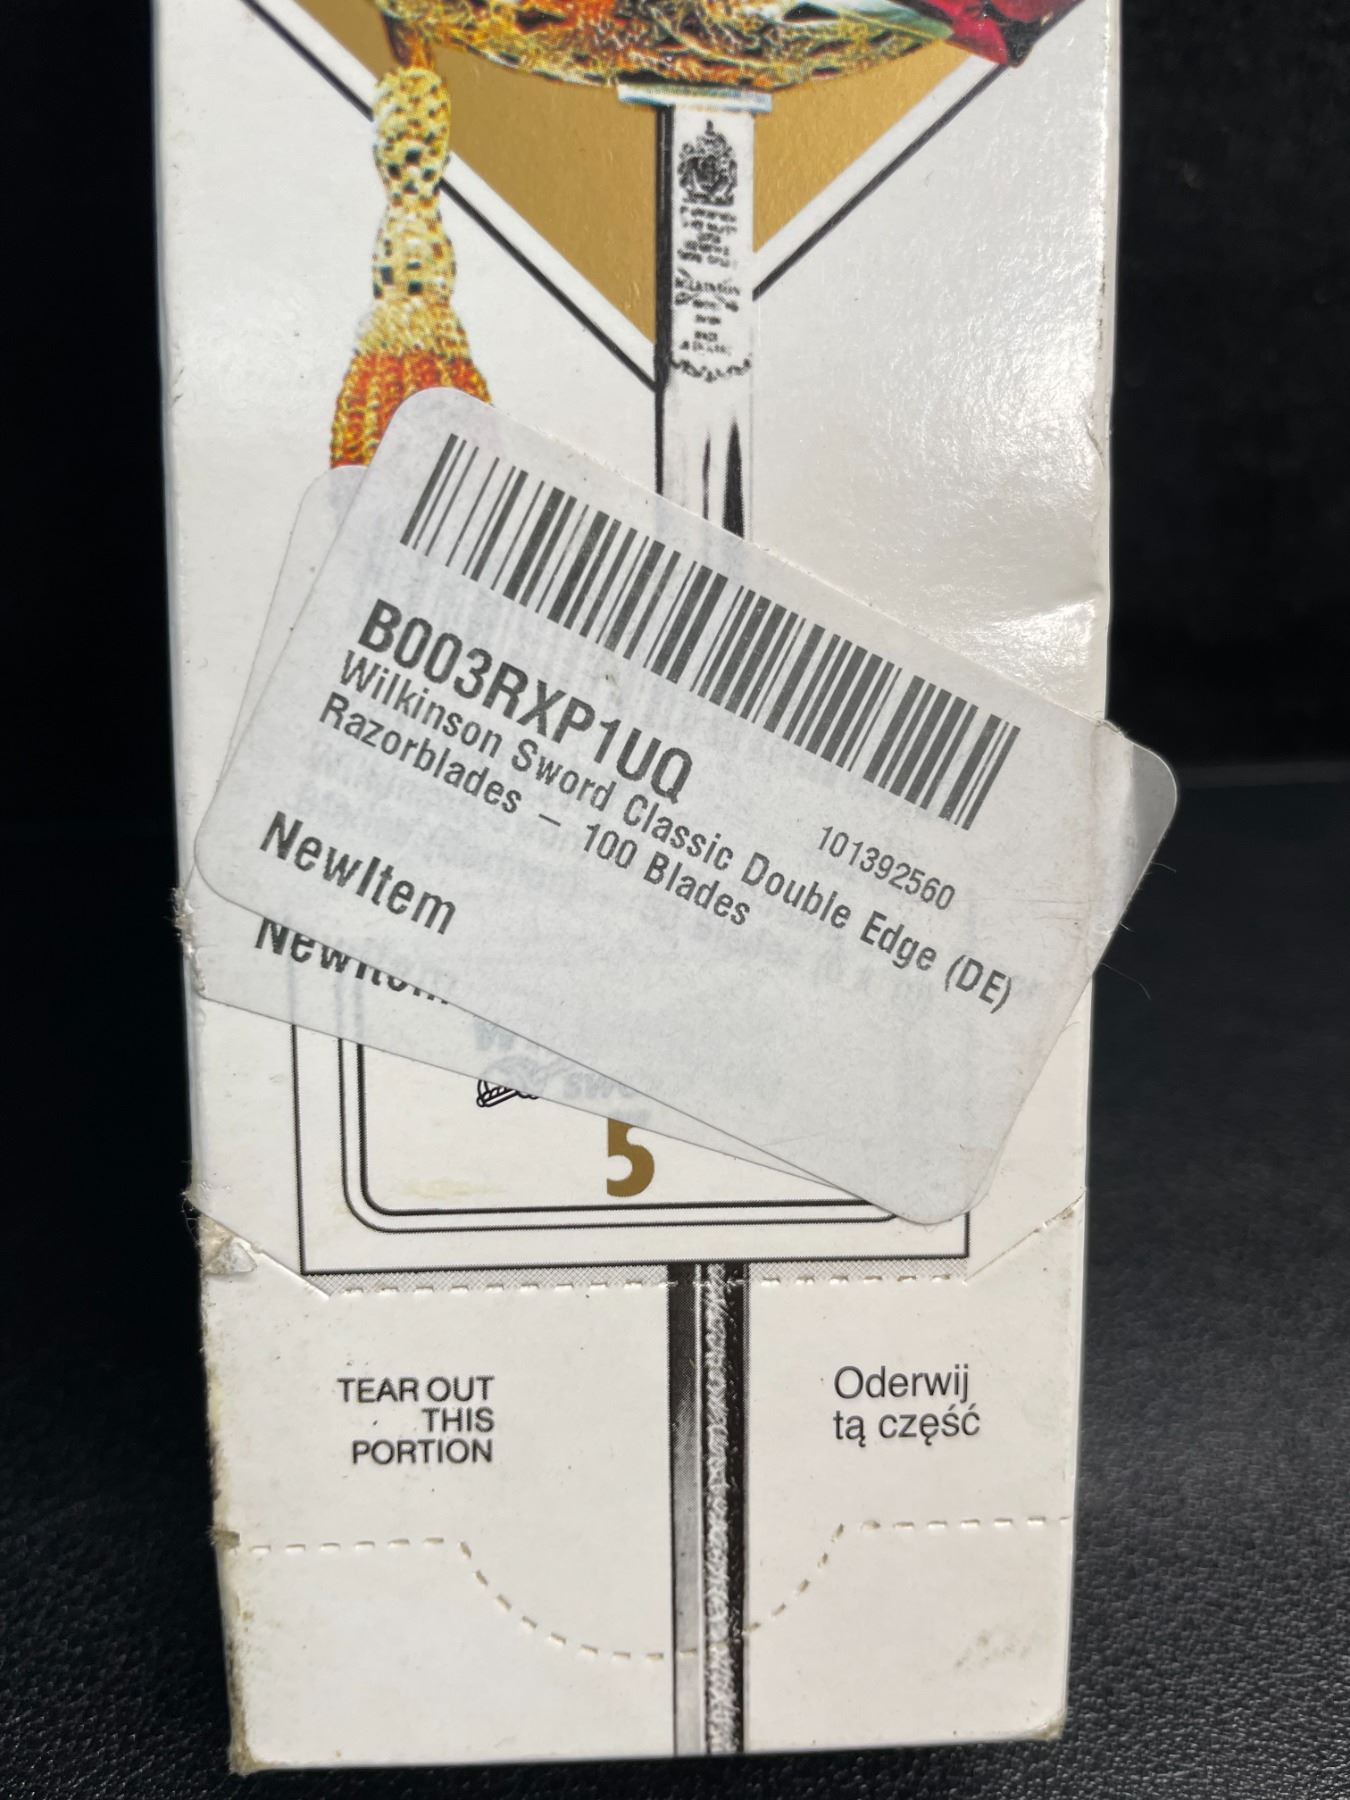 B003RXP1UQ
101392560
Wilkinson Sword Classic Double Edge (DE)
Razorblades – 100 Blades
NewItem
NewItem
5
TEAR OUT
THIS
PORTION
Oderwij
tą część